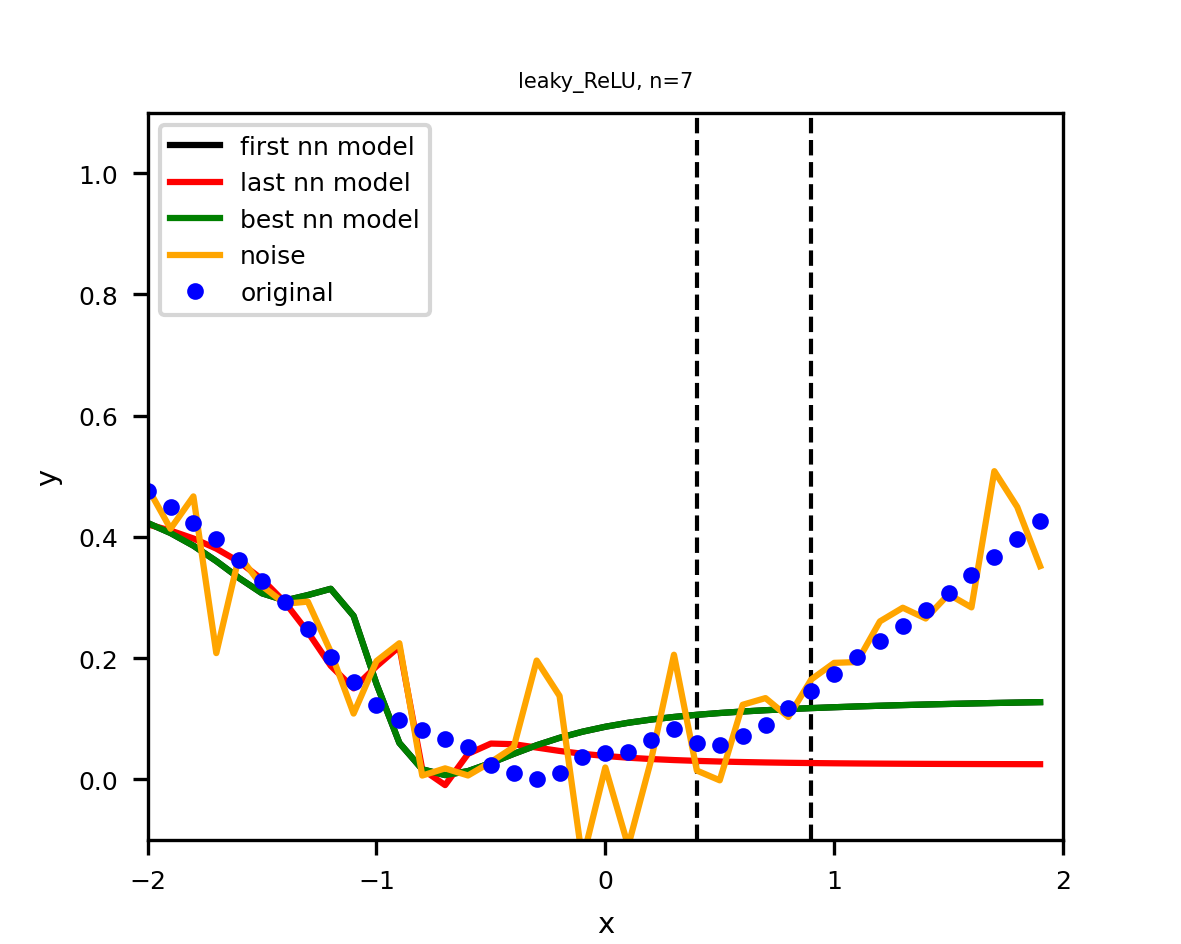 leaky_ReLU, n=7
first nn model
last nn model
best nn model
noise
original
1.0
0.8
0.6
0.4
0.2
0.0
y
−2
−1
0
1
2
x